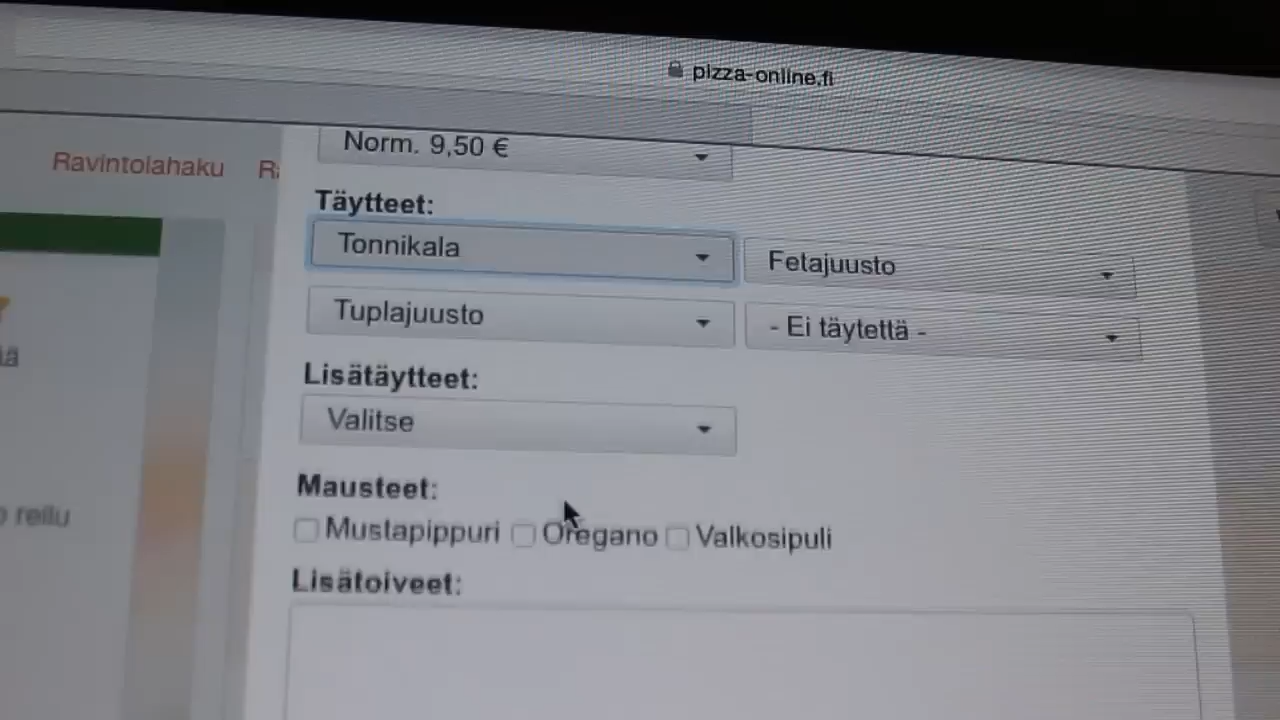 pizza-online.fi
Norm. 9,50 €
Ravintolahaku
Täytteet:
Tonnikala Fetajuusto
Tuplajuusto - Ei täytettä -
Lisätäytteet:
Valitse
Mausteet:
Mustapippuri Oregano Valkosipuli
reilu
Lisätoiveet: